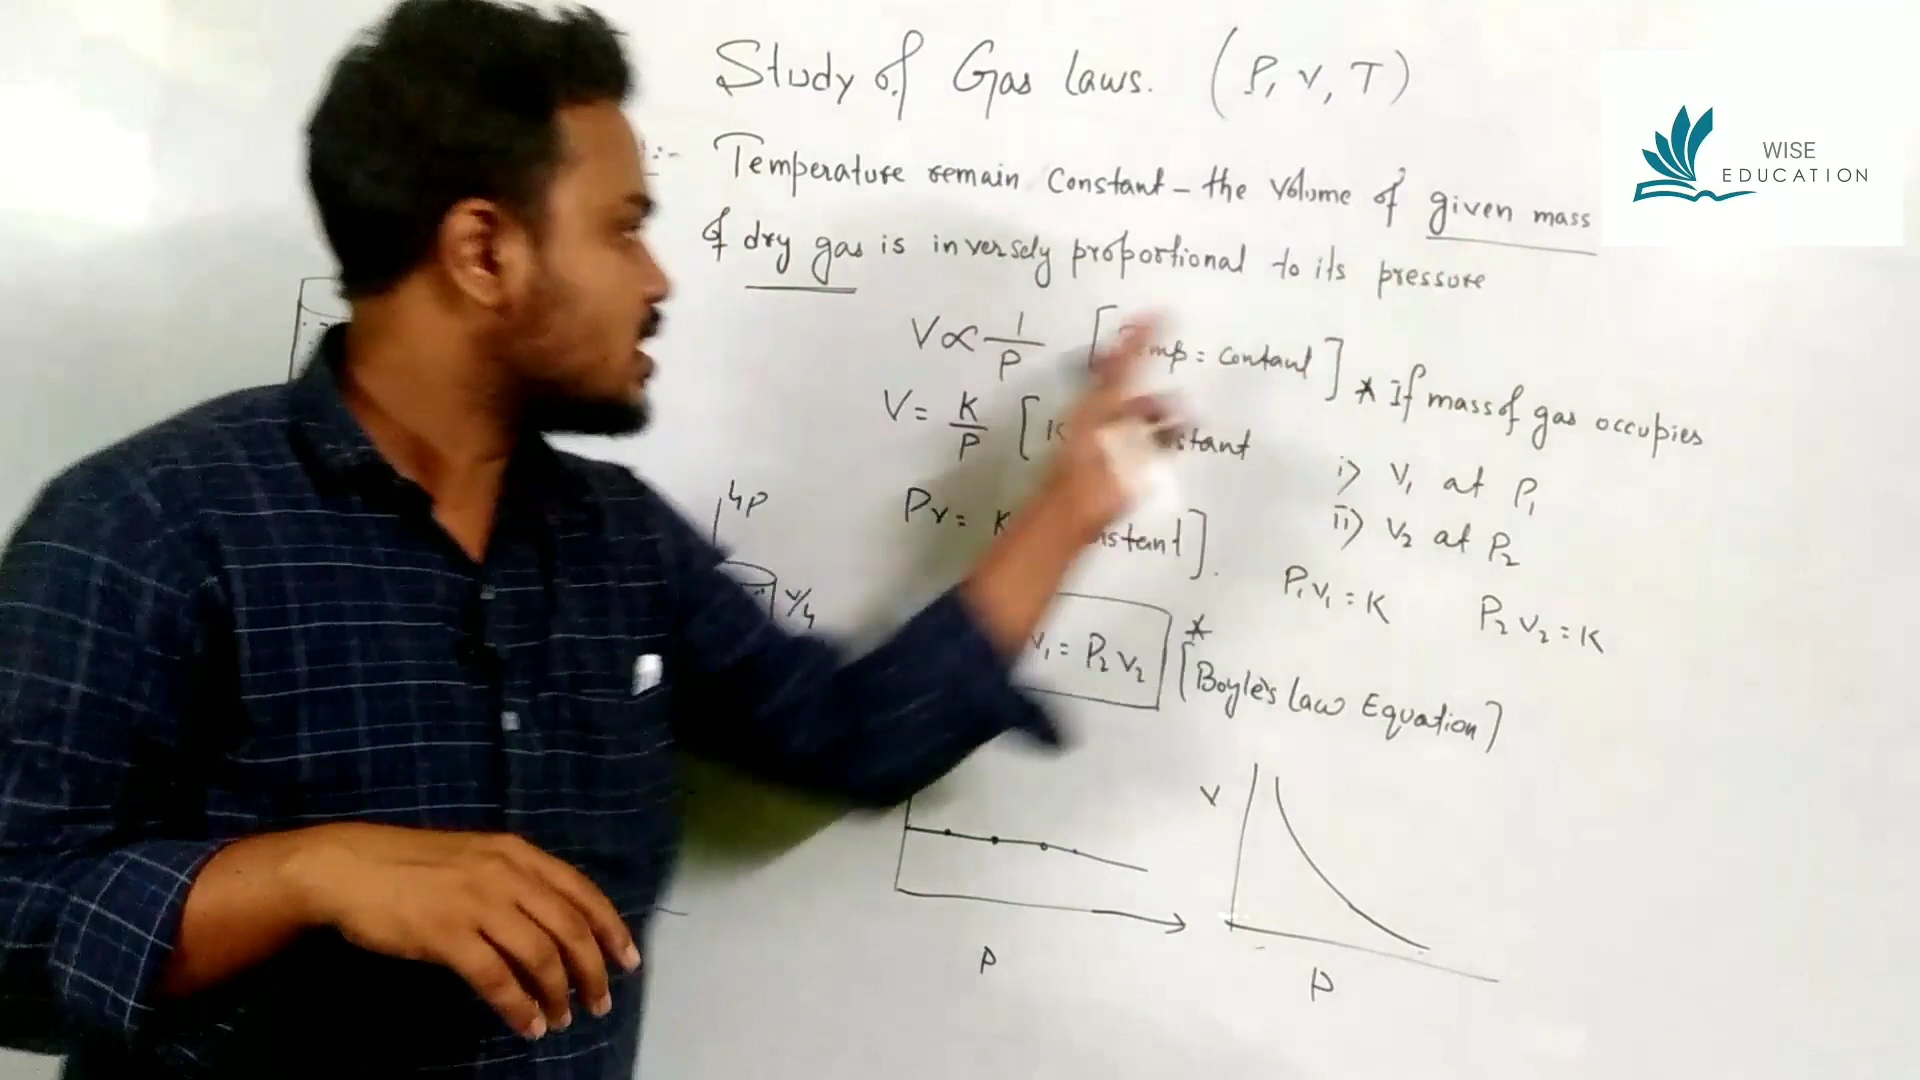 Study of Gas laws. (P, V, T)
WISE
EDUCATION
:- Temperature remain Constant - the Volume of given mass
of dry gas is inversely proportional to its pressure
V ∝ 1/P [Temp = contant]
V = K/P [K
* If mass of gas occupies
i) V₁ at P₁
ii) V₂ at P₂
4P
PV = K
V/4
P₁V₁ = K P₂V₂ = K
V₁ = P₂V₂
* [Boyle's law Equation]
V
P
P